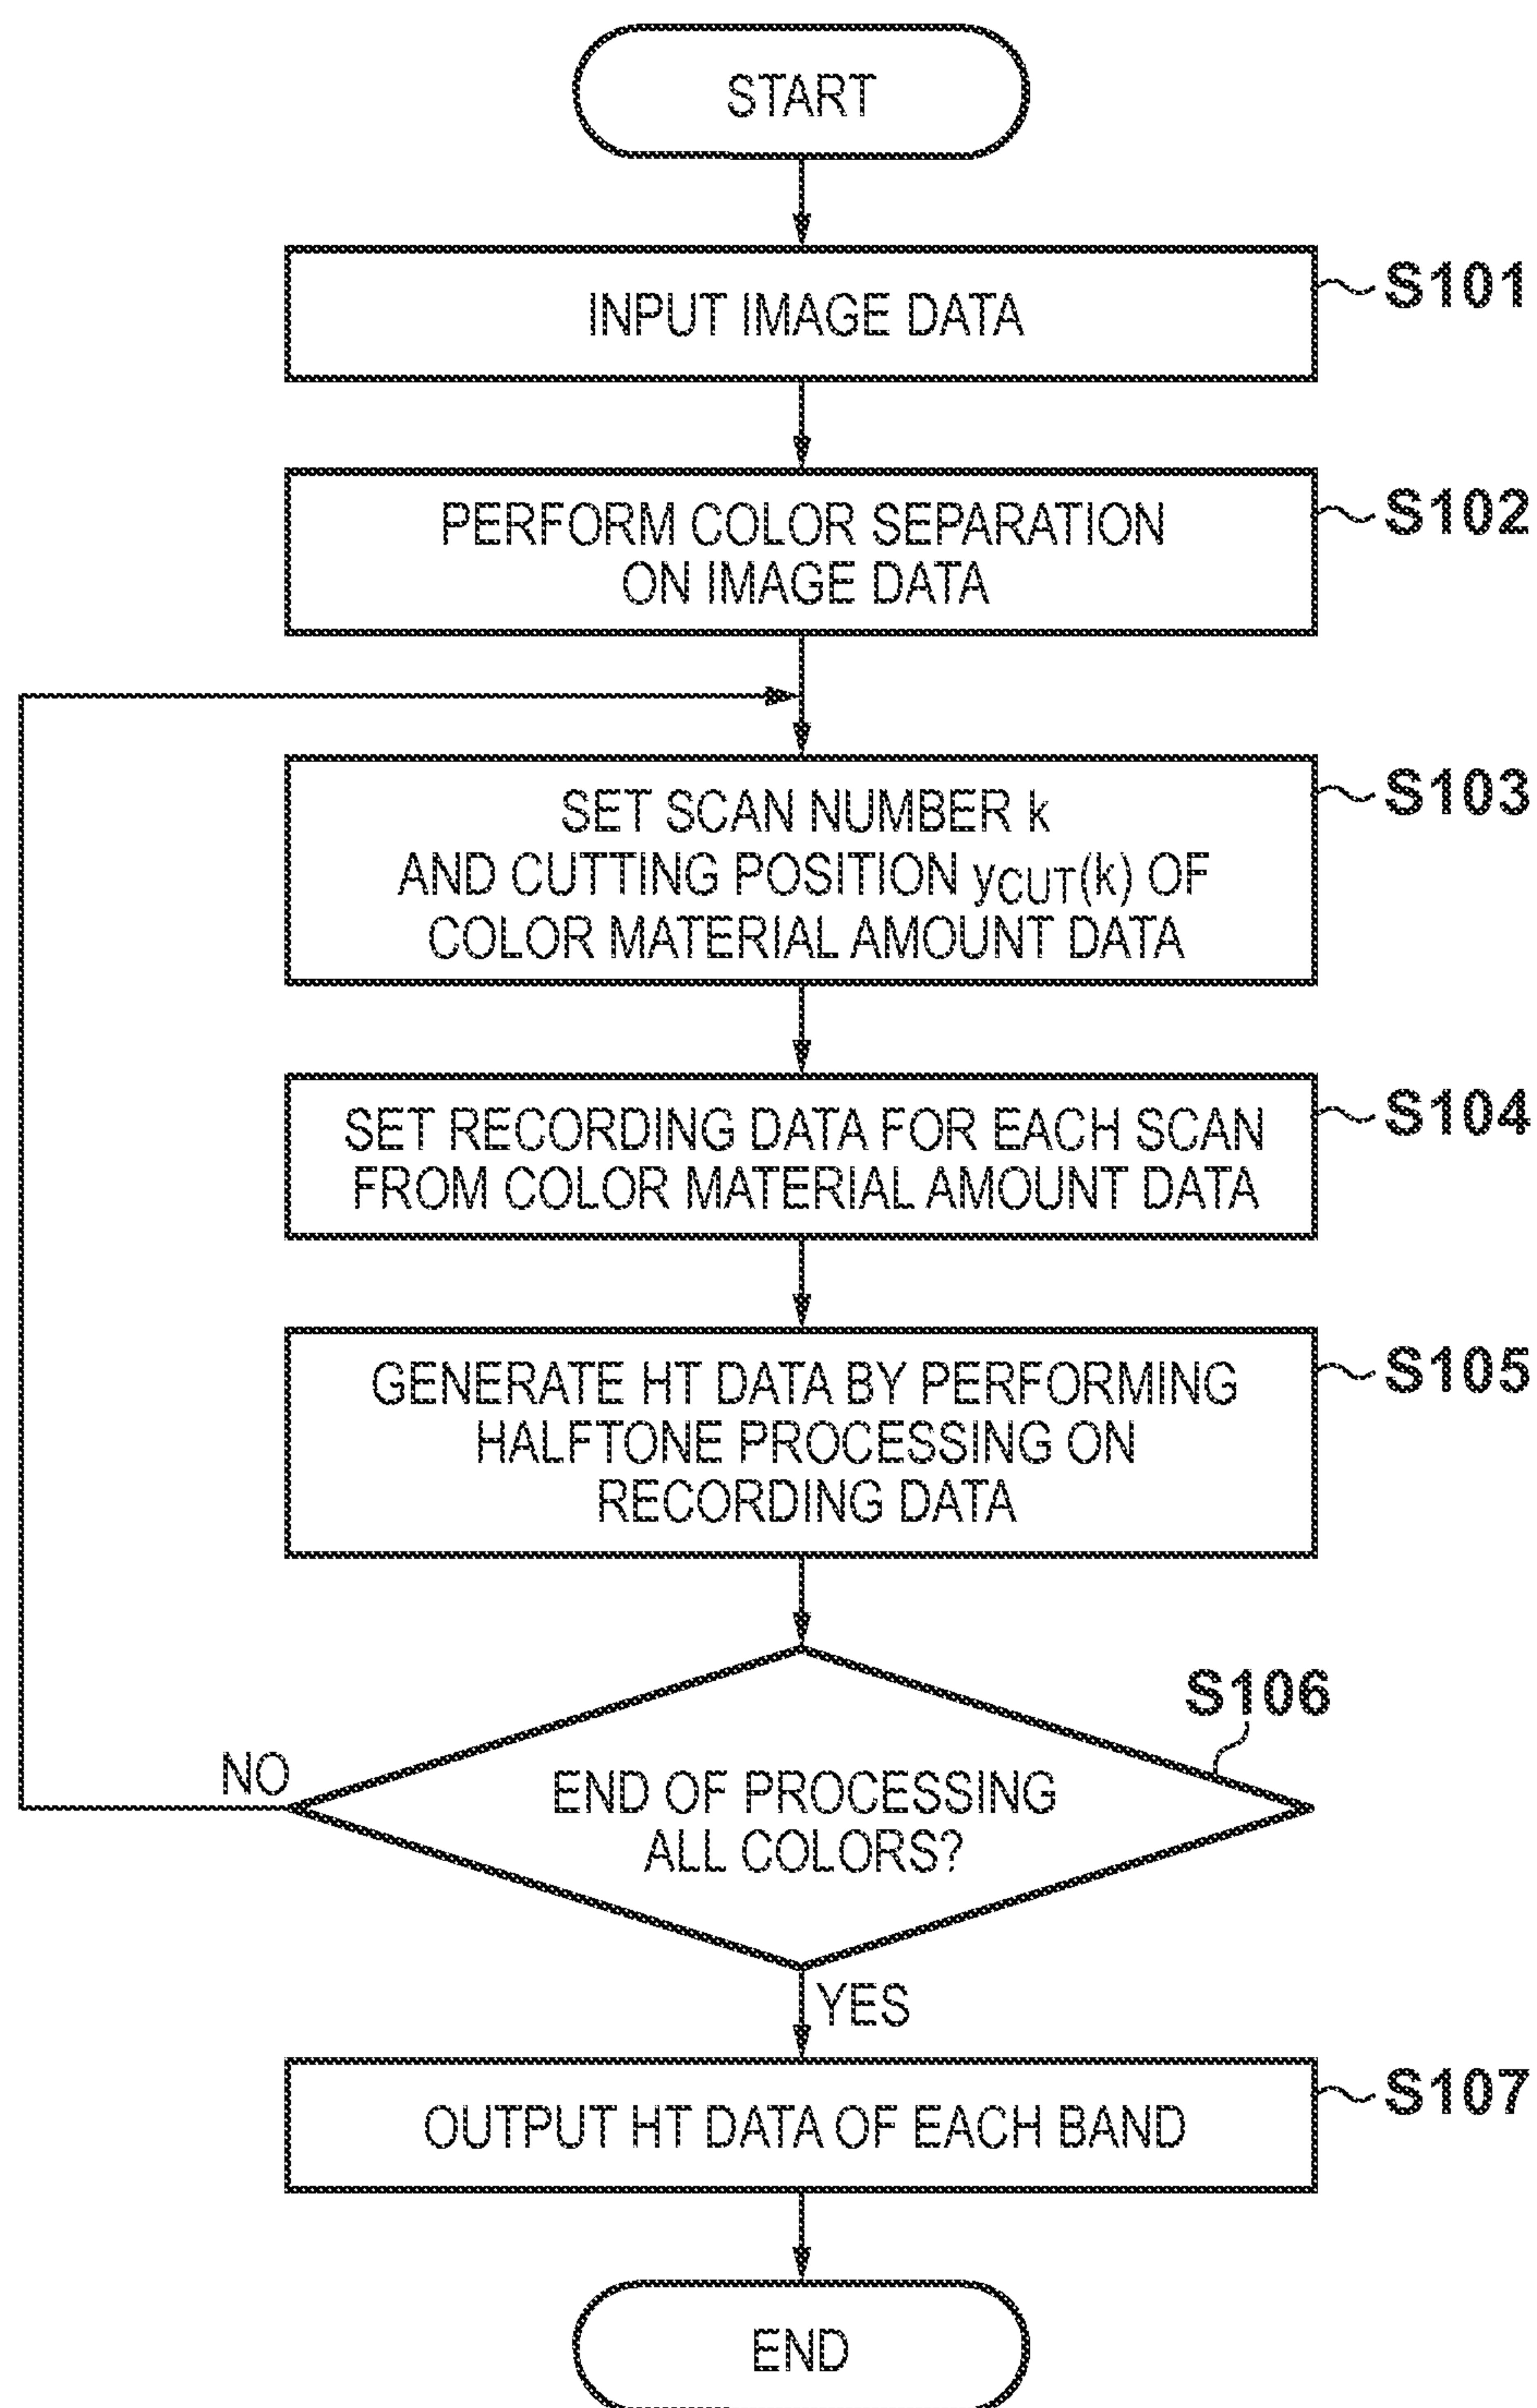 START
INPUT IMAGE DATA
S101
PERFORM COLOR SEPARATION
ON IMAGE DATA
S102
SET SCAN NUMBER k
AND CUTTING POSITION yCUT(k) OF
COLOR MATERIAL AMOUNT DATA
S103
SET RECORDING DATA FOR EACH SCAN
FROM COLOR MATERIAL AMOUNT DATA
S104
GENERATE HT DATA BY PERFORMING
HALFTONE PROCESSING ON
RECORDING DATA
S105
S106
NO
END OF PROCESSING
ALL COLORS?
YES
OUTPUT HT DATA OF EACH BAND
S107
END